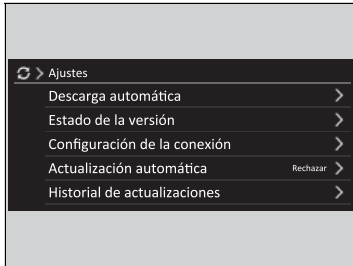 Ajustes
Descarga automática
Estado de la versión
Configuración de la conexión
Actualización automática Rechazar
Historial de actualizaciones